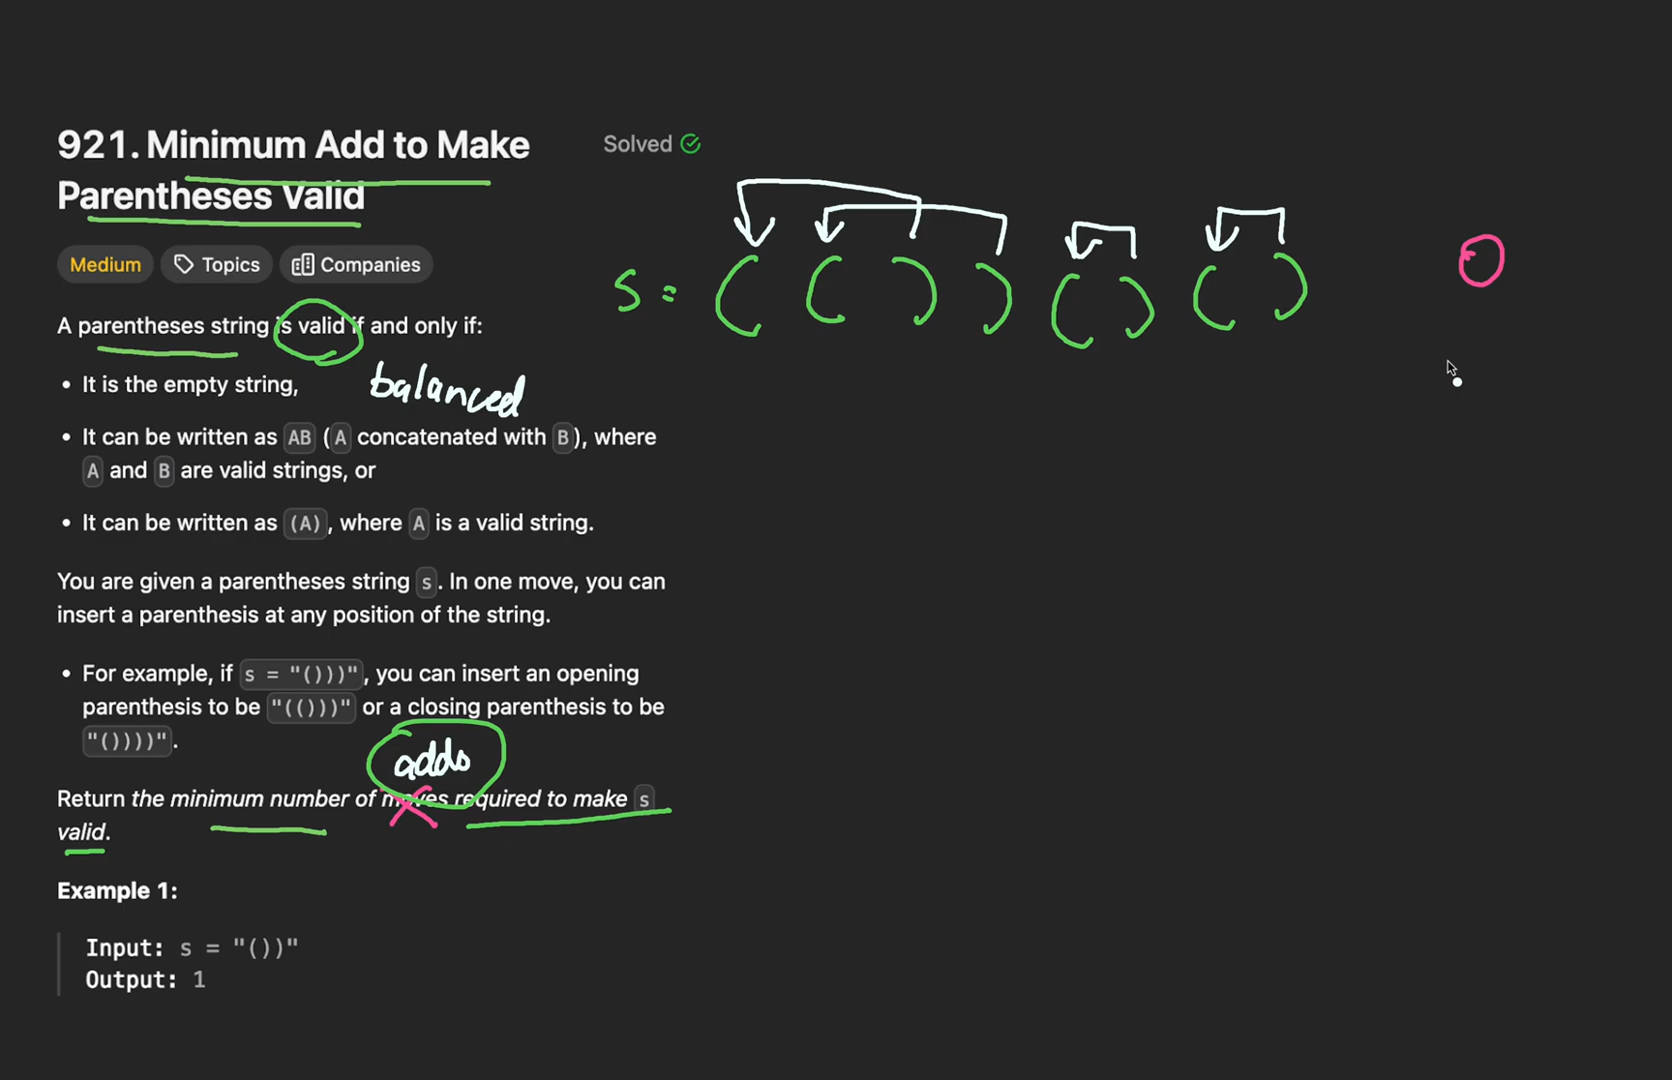 921. Minimum Add to Make
Parentheses Valid
Solved
Medium Topics Companies
A parentheses string is valid if and only if:
• It is the empty string,
balanced
• It can be written as AB (A concatenated with B), where
A and B are valid strings, or
• It can be written as (A), where A is a valid string.
You are given a parentheses string s. In one move, you can
insert a parenthesis at any position of the string.
• For example, if s = "()))", you can insert an opening
parenthesis to be "(()))" or a closing parenthesis to be
"())))".
adds
Return the minimum number of moves required to make s
valid.
Example 1:
Input: s = "())"
Output: 1
S = ( ( ) ) ( ) ( )
0